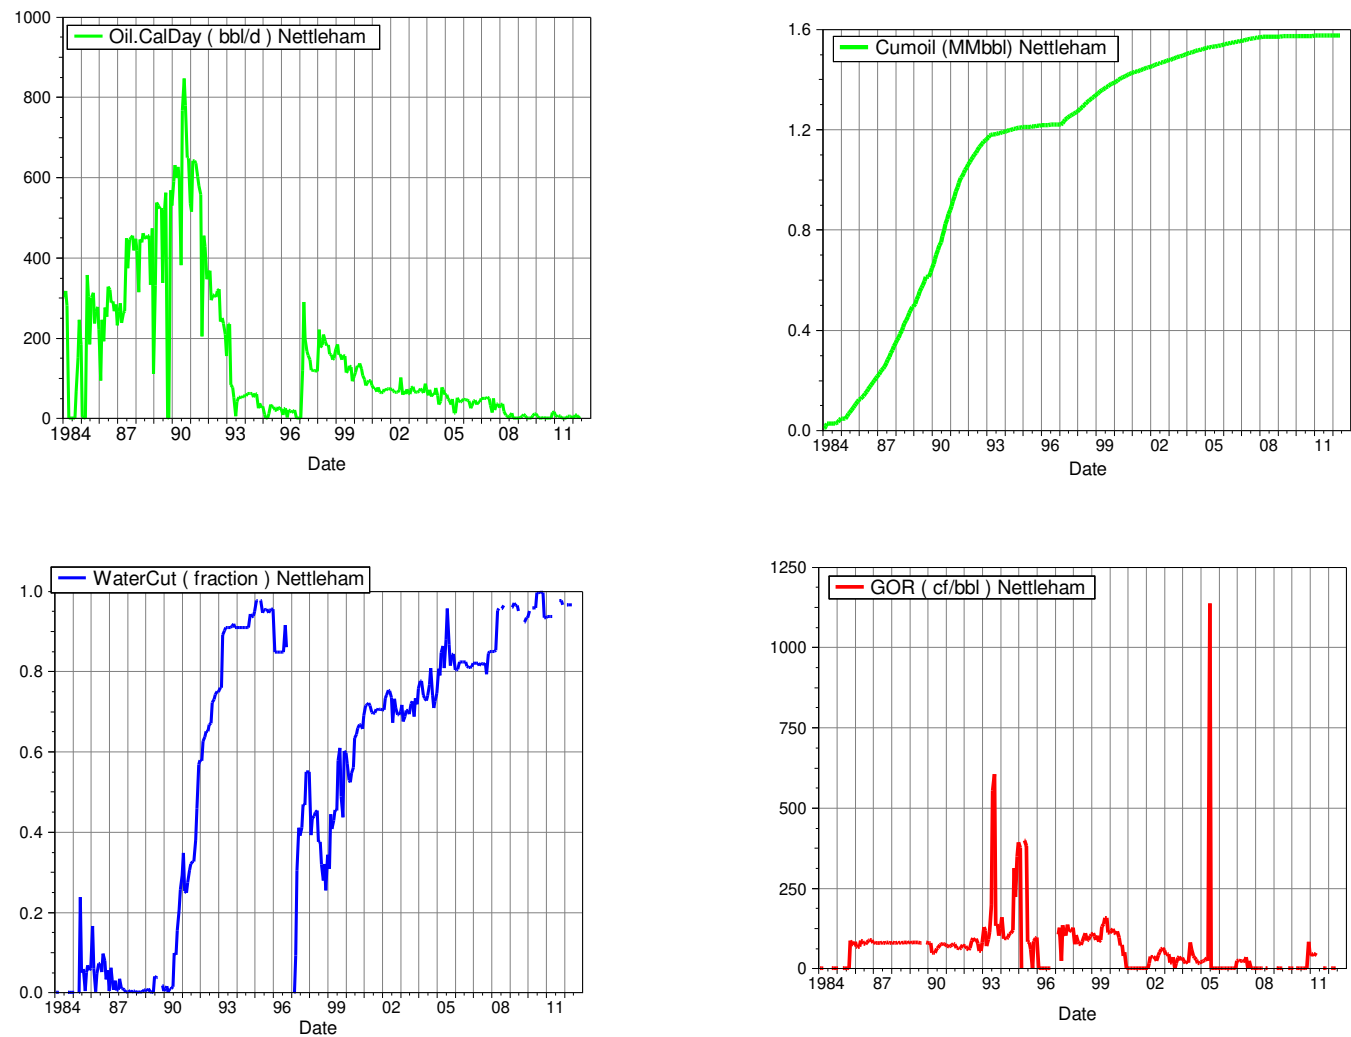 Oil.CalDay ( bbl/d ) Nettleham
1000
800
600
400
200
0
1984 87 90 93 96 99 02 05 08 11
Date
Cumoil (MMbbl) Nettleham
1.6
1.2
0.8
0.4
0.0
1984 87 90 93 96 99 02 05 08 11
Date
WaterCut ( fraction ) Nettleham
1.0
0.8
0.6
0.4
0.2
0.0
1984 87 90 93 96 99 02 05 08 11
Date
GOR ( cf/bbl ) Nettleham
1250
1000
750
500
250
0
1984 87 90 93 96 99 02 05 08 11
Date